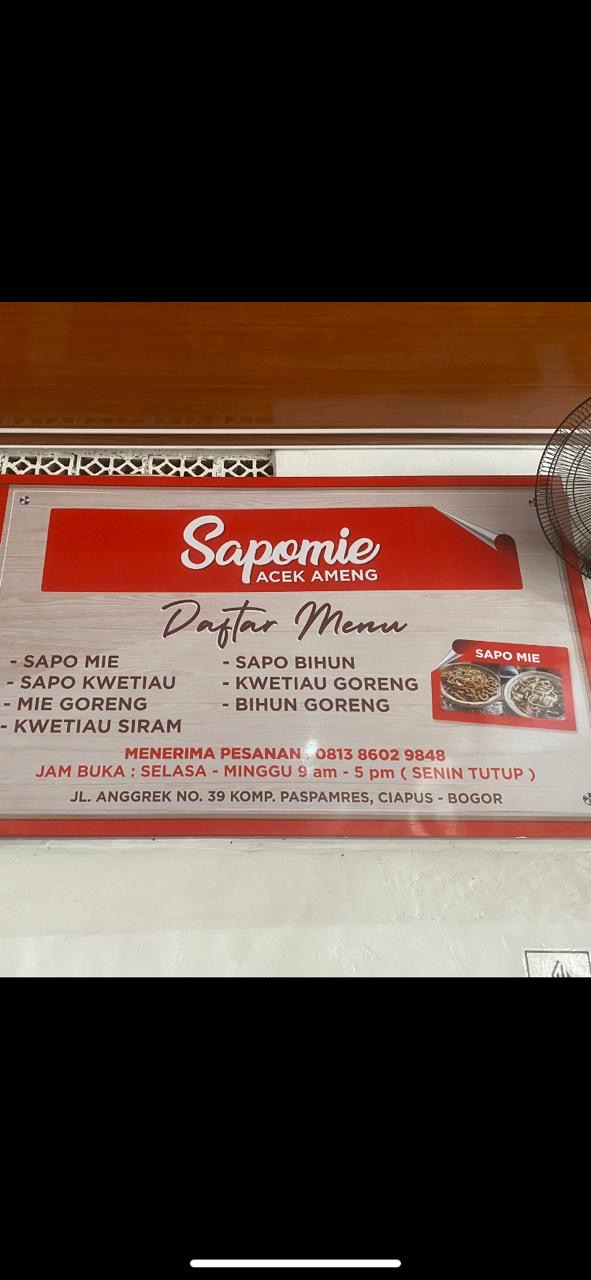 Sapomie
ACEK AMENG
Daftar Menu
- SAPO MIE
- SAPO KWETIAU
- MIE GORENG
- KWETIAU SIRAM
- SAPO BIHUN
- KWETIAU GORENG
- BIHUN GORENG
SAPO MIE
MENERIMA PESANAN : 0813 8602 9848
JAM BUKA : SELASA - MINGGU 9 am - 5 pm ( SENIN TUTUP )
JL. ANGGREK NO. 39 KOMP. PASPAMRES, CIAPUS - BOGOR